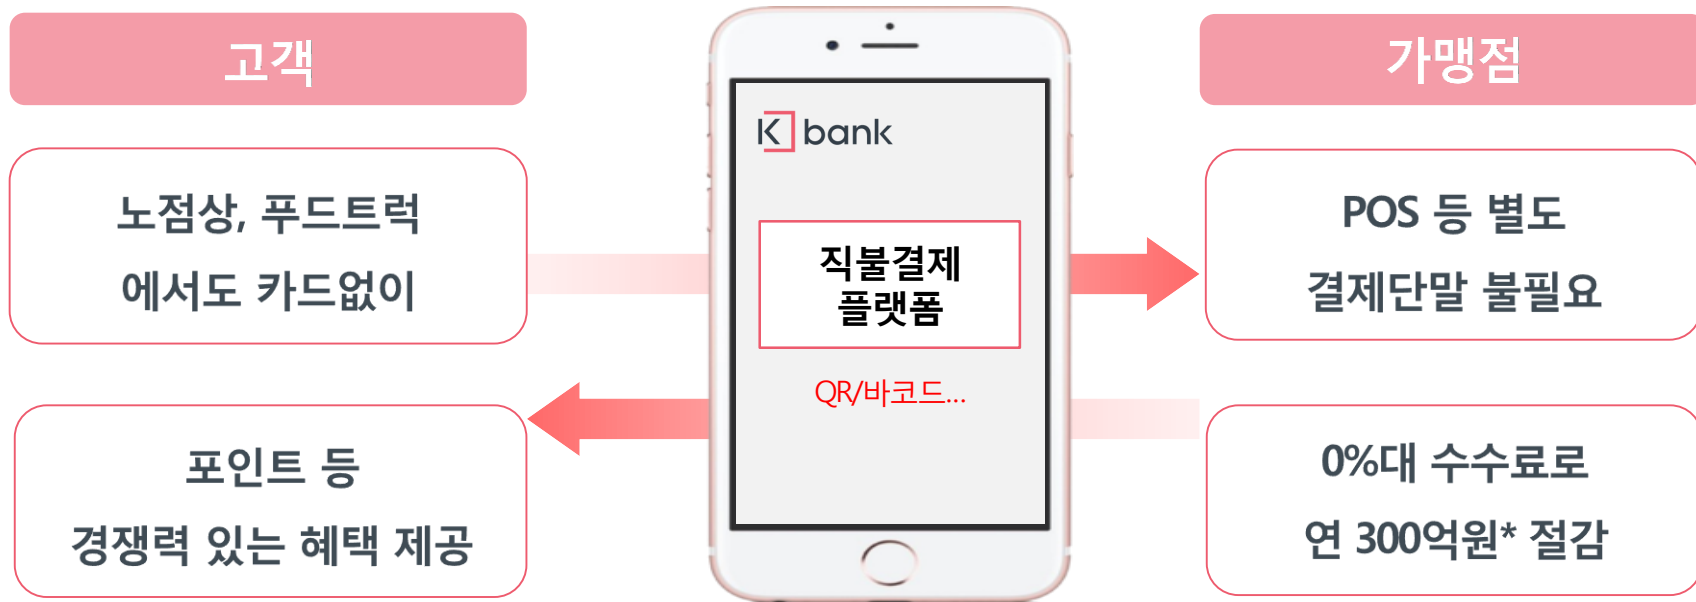 고객
노점상, 푸드트럭
에서도 카드없이
포인트 등
경쟁력 있는 혜택 제공
K bank
직불결제
플랫폼
QR/바코드...
가맹점
POS 등 별도
결제단말 불필요
0%대 수수료로
연 300억원* 절감